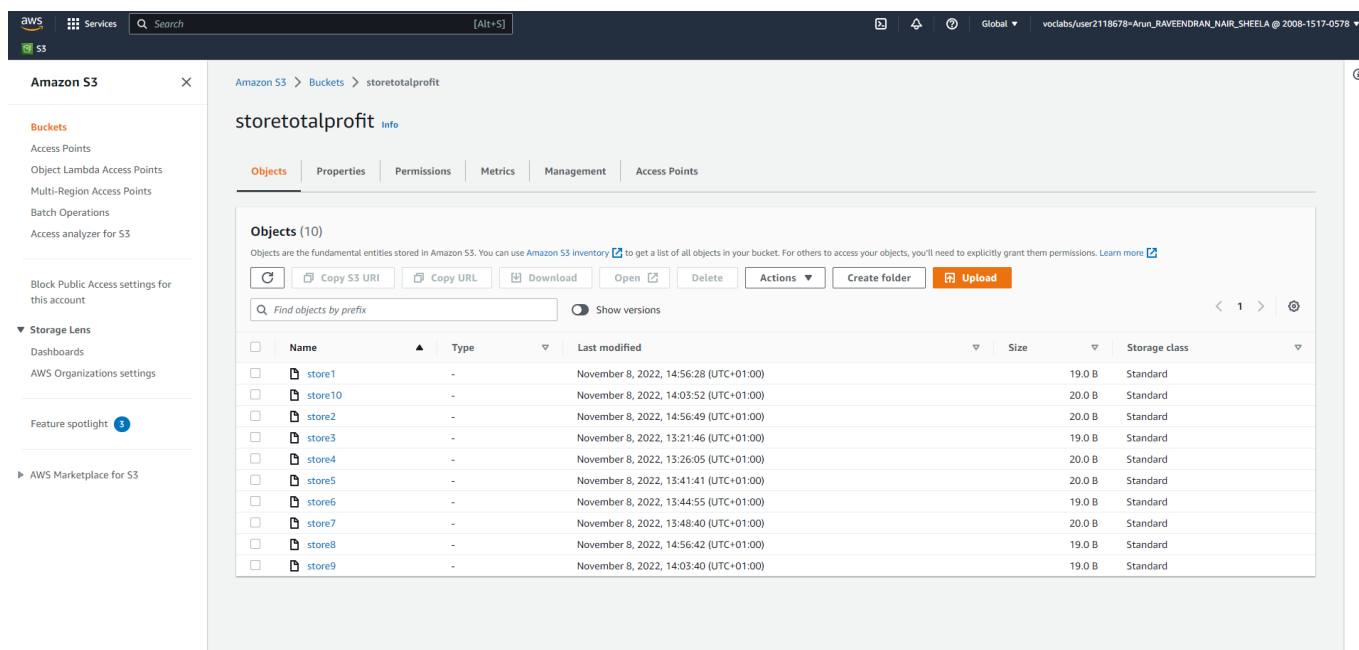 aws Services Search [Alt+S] Global voclabs/user2118678=Arun_RAVEENDRAN_NAIR_SHEELA @ 2008-1517-0578
S3
Amazon S3
Buckets
Access Points
Object Lambda Access Points
Multi-Region Access Points
Batch Operations
Access analyzer for S3
Block Public Access settings for
this account
Storage Lens
Dashboards
AWS Organizations settings
Feature spotlight 3
AWS Marketplace for S3
Amazon S3 > Buckets > storetotalprofit
storetotalprofit Info
Objects Properties Permissions Metrics Management Access Points
Objects (10)
Objects are the fundamental entities stored in Amazon S3. You can use Amazon S3 inventory to get a list of all objects in your bucket. For others to access your objects, you'll need to explicitly grant them permissions. Learn more
Copy S3 URI Copy URL Download Open Delete Actions Create folder Upload
Find objects by prefix Show versions < 1 >
Name Type Last modified Size Storage class
store1 - November 8, 2022, 14:56:28 (UTC+01:00) 19.0 B Standard
store10 - November 8, 2022, 14:03:52 (UTC+01:00) 20.0 B Standard
store2 - November 8, 2022, 14:56:49 (UTC+01:00) 20.0 B Standard
store3 - November 8, 2022, 13:21:46 (UTC+01:00) 19.0 B Standard
store4 - November 8, 2022, 13:26:05 (UTC+01:00) 20.0 B Standard
store5 - November 8, 2022, 13:41:41 (UTC+01:00) 20.0 B Standard
store6 - November 8, 2022, 13:44:55 (UTC+01:00) 19.0 B Standard
store7 - November 8, 2022, 13:48:40 (UTC+01:00) 20.0 B Standard
store8 - November 8, 2022, 14:56:42 (UTC+01:00) 19.0 B Standard
store9 - November 8, 2022, 14:03:40 (UTC+01:00) 19.0 B Standard